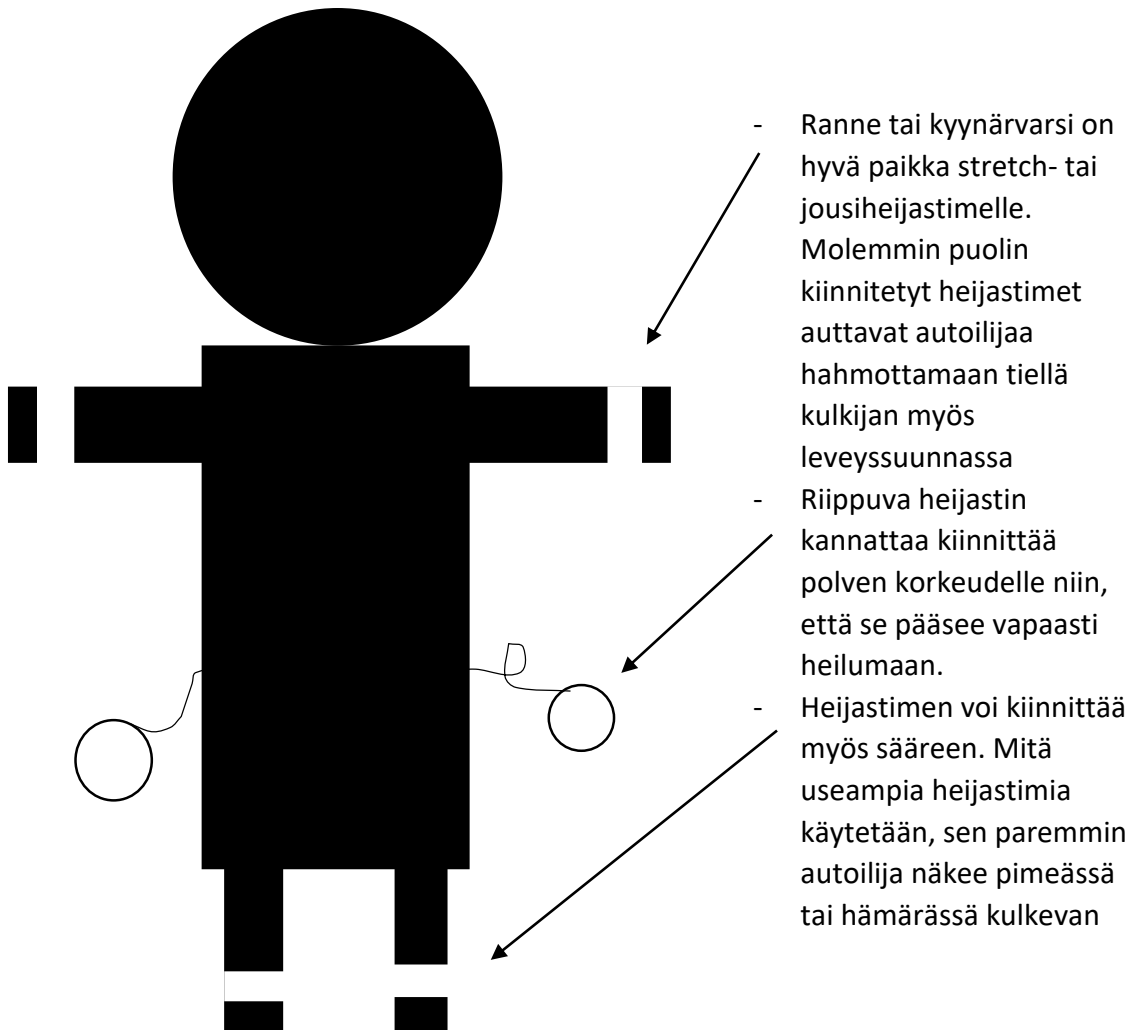 - Ranne tai kyynärvarsi on
hyvä paikka stretch- tai
jousiheijastimelle.
Molemmin puolin
kiinnitetyt heijastimet
auttavat autoilijaa
hahmottamaan tiellä
kulkijan myös
leveyssuunnassa
- Riippuva heijastin
kannattaa kiinnittää
polven korkeudelle niin,
että se pääsee vapaasti
heilumaan.
- Heijastimen voi kiinnittää
myös sääreen. Mitä
useampia heijastimia
käytetään, sen paremmin
autoilija näkee pimeässä
tai hämärässä kulkevan